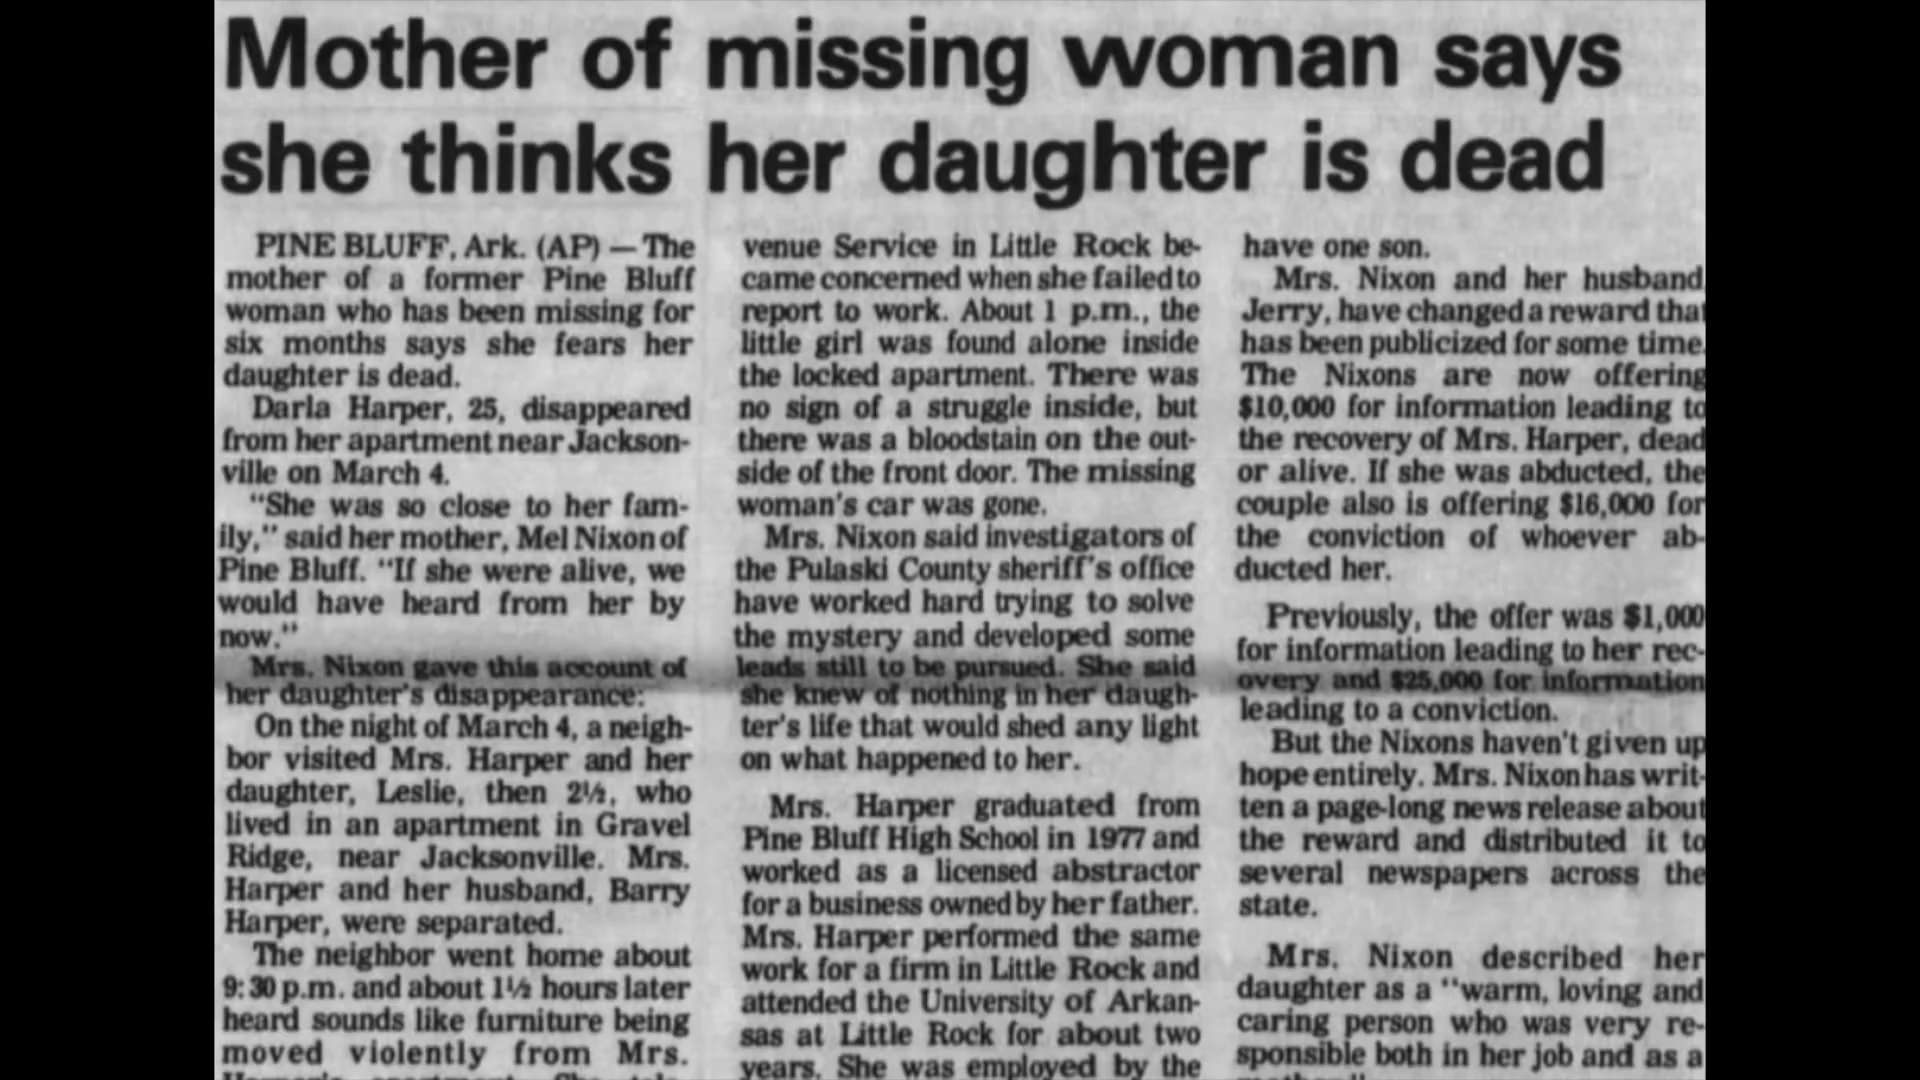 Mother of missing woman says
she thinks her daughter is dead
PINE BLUFF, Ark. (AP) — The
mother of a former Pine Bluff
woman who has been missing for
six months says she fears her
daughter is dead.
Darla Harper, 25, disappeared
from her apartment near Jackson-
ville on March 4.
"She was so close to her fam-
ily," said her mother, Mel Nixon of
Pine Bluff. "If she were alive, we
would have heard from her by
now."
Mrs. Nixon gave this account of
her daughter's disappearance:
On the night of March 4, a neigh-
bor visited Mrs. Harper and her
daughter, Leslie, then 2½, who
lived in an apartment in Gravel
Ridge, near Jacksonville. Mrs.
Harper and her husband, Barry
Harper, were separated.
The neighbor went home about
9:30 p.m. and about 1½ hours later
heard sounds like furniture being
moved violently from Mrs.
venue Service in Little Rock be-
came concerned when she failed to
report to work. About 1 p.m., the
little girl was found alone inside
the locked apartment. There was
no sign of a struggle inside, but
there was a bloodstain on the out-
side of the front door. The missing
woman's car was gone.
Mrs. Nixon said investigators of
the Pulaski County sheriff's office
have worked hard trying to solve
the mystery and developed some
leads still to be pursued. She said
she knew of nothing in her daugh-
ter's life that would shed any light
on what happened to her.
Mrs. Harper graduated from
Pine Bluff High School in 1977 and
worked as a licensed abstractor
for a business owned by her father.
Mrs. Harper performed the same
work for a firm in Little Rock and
attended the University of Arkan-
sas at Little Rock for about two
years. She was employed by the
have one son.
Mrs. Nixon and her husband,
Jerry, have changed a reward that
has been publicized for some time.
The Nixons are now offering
$10,000 for information leading to
the recovery of Mrs. Harper, dead
or alive. If she was abducted, the
couple also is offering $16,000 for
the conviction of whoever ab-
ducted her.
Previously, the offer was $1,000
for information leading to her rec-
overy and $25,000 for information
leading to a conviction.
But the Nixons haven't given up
hope entirely. Mrs. Nixon has writ-
ten a page-long news release about
the reward and distributed it to
several newspapers across the
state.
Mrs. Nixon described her
daughter as a "warm, loving and
caring person who was very re-
sponsible both in her job and as a